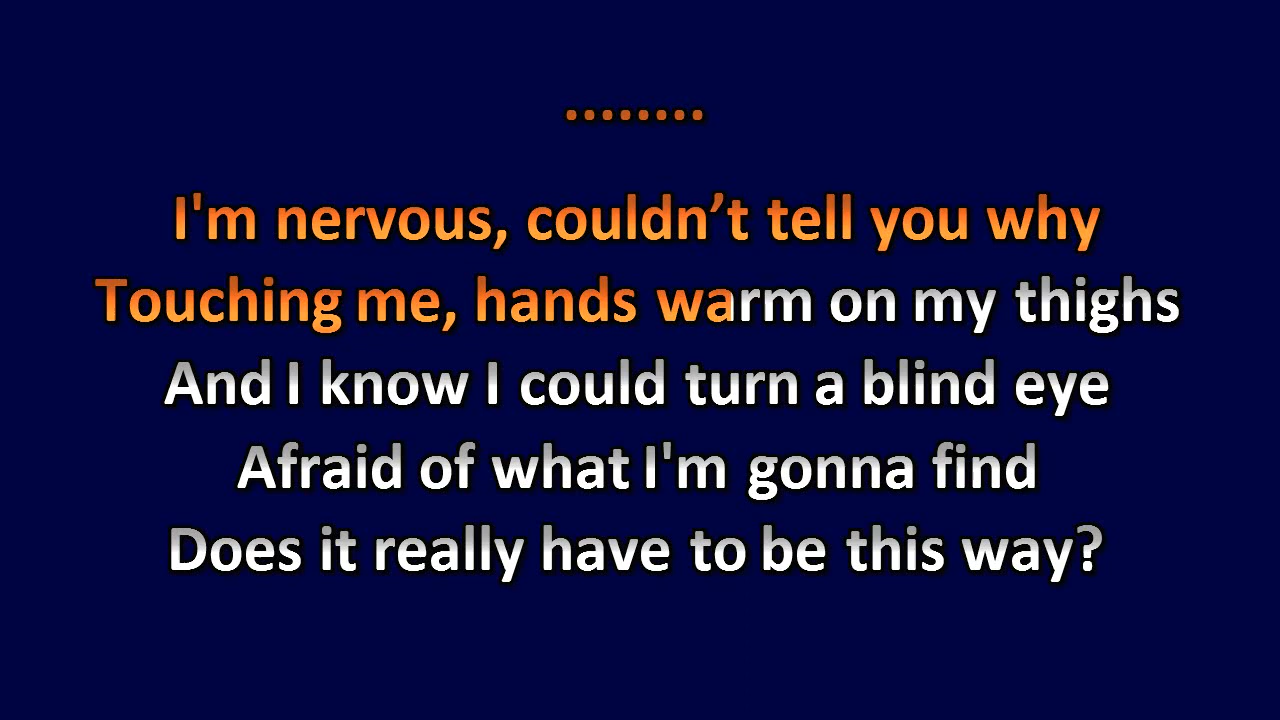 ........
I'm nervous, couldn’t tell you why
Touching me, hands warm on my thighs
And I know I could turn a blind eye
Afraid of what I'm gonna find
Does it really have to be this way?